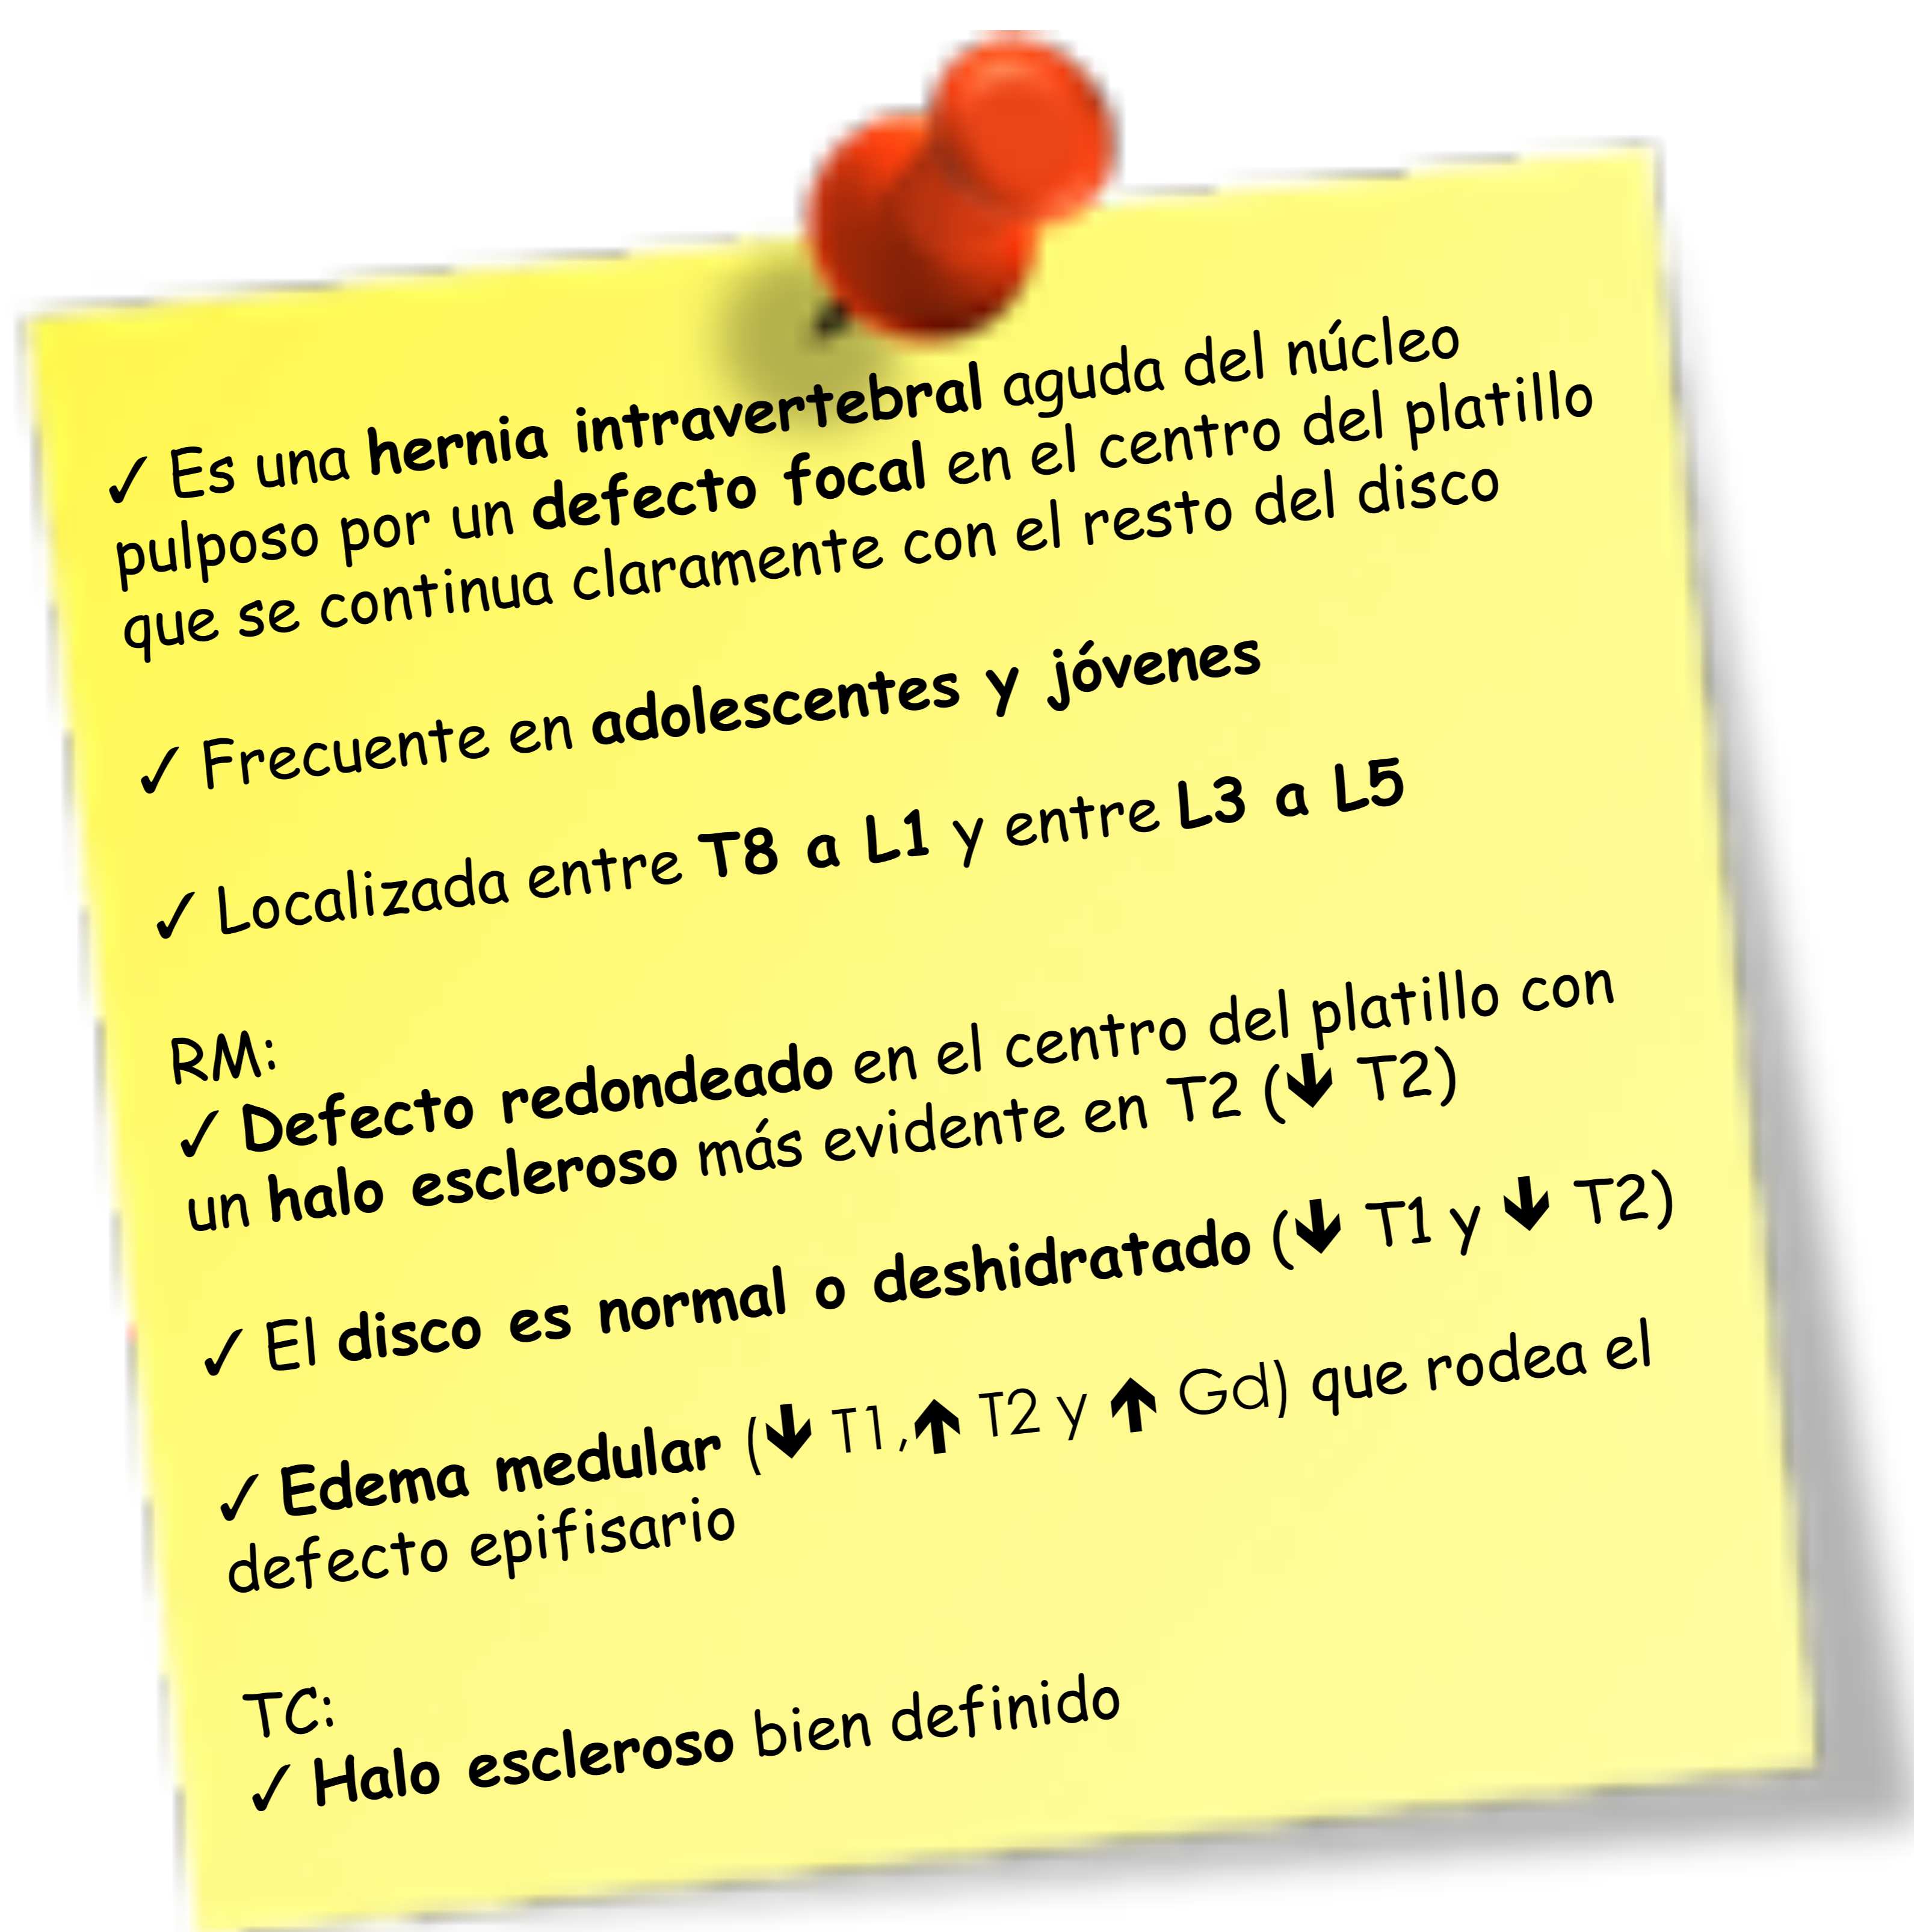 ✓ Es una hernia intravertebral aguda del núcleo
pulposo por un defecto focal en el centro del platillo
que se continua claramente con el resto del disco
✓ Frecuente en adolescentes y jóvenes
✓ Localizada entre T8 a L1 y entre L3 a L5
RM:
✓ Defecto redondeado en el centro del platillo con
un halo escleroso más evidente en T2 (↓ T2)
✓ El disco es normal o deshidratado (↓ T1 y ↓ T2)
✓ Edema medular (↓ T1,↑ T2 y ↑ Gd) que rodea el
defecto epifisario
TC:
✓ Halo escleroso bien definido